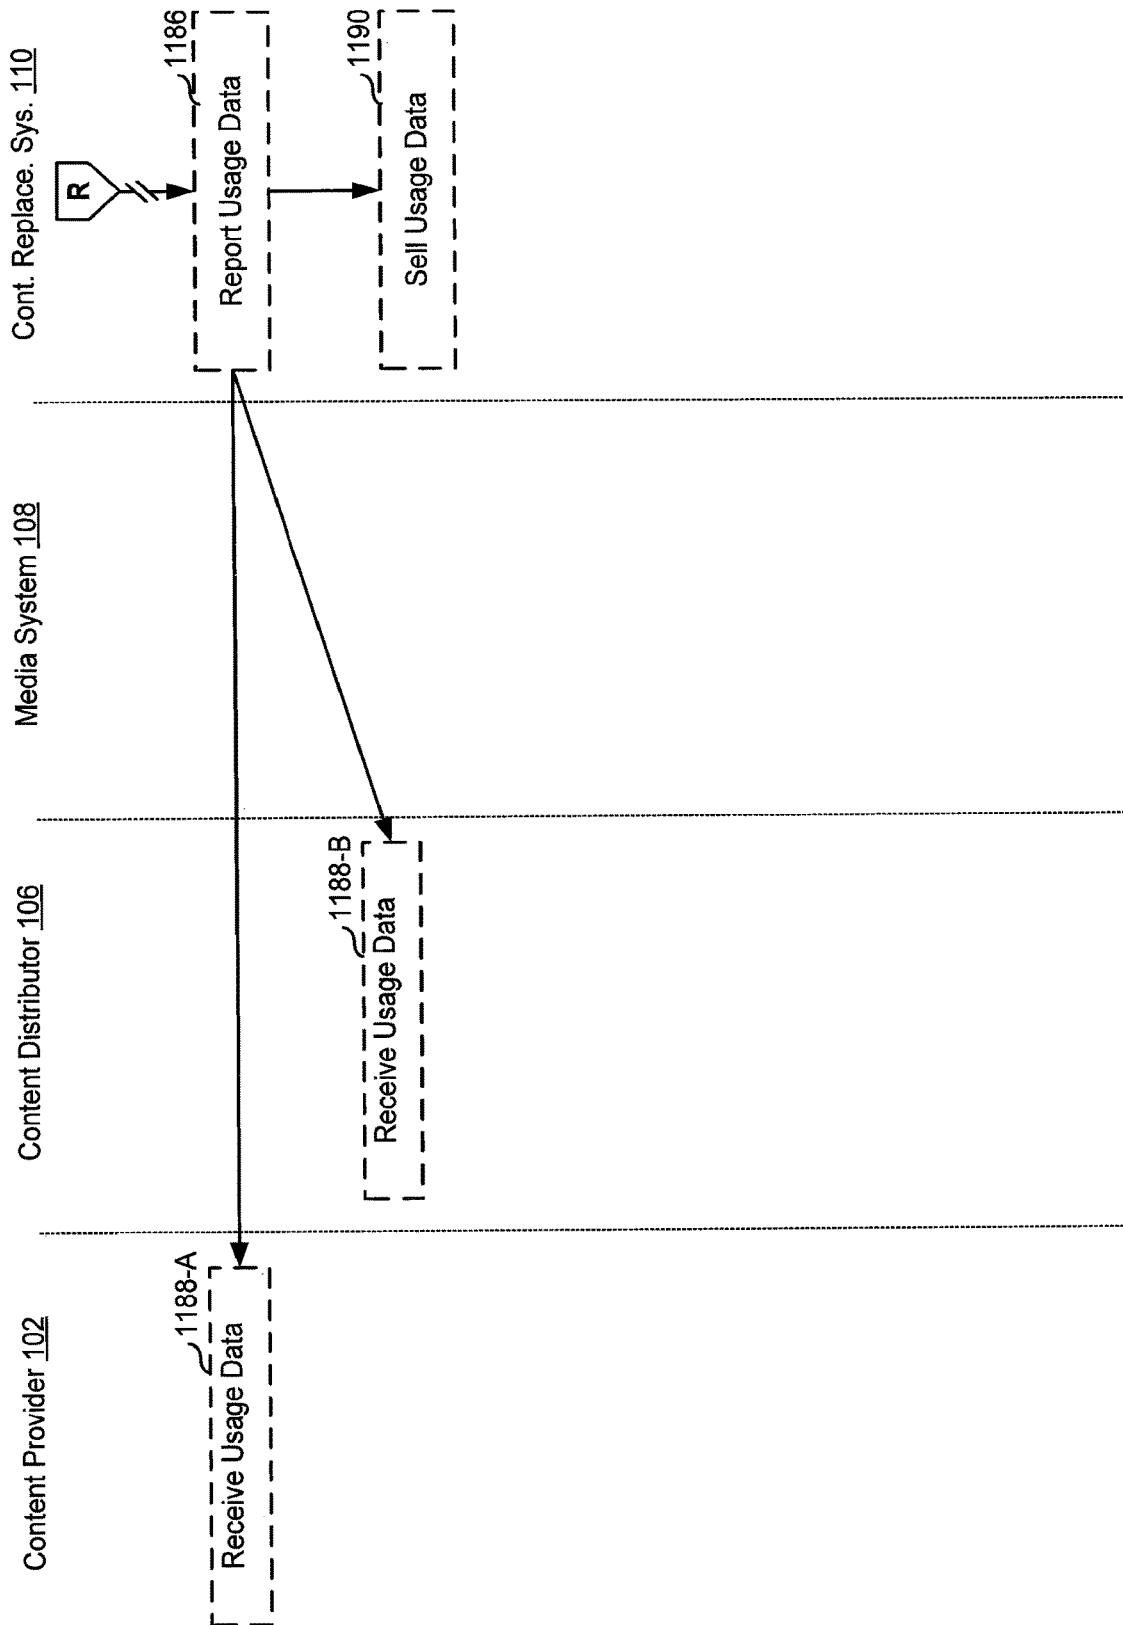 Content Provider 102
Content Distributor 106
Media System 108
Cont. Replace. Sys. 110
R
1186
Report Usage Data
1188-A
Receive Usage Data
1188-B
Receive Usage Data
1190
Sell Usage Data